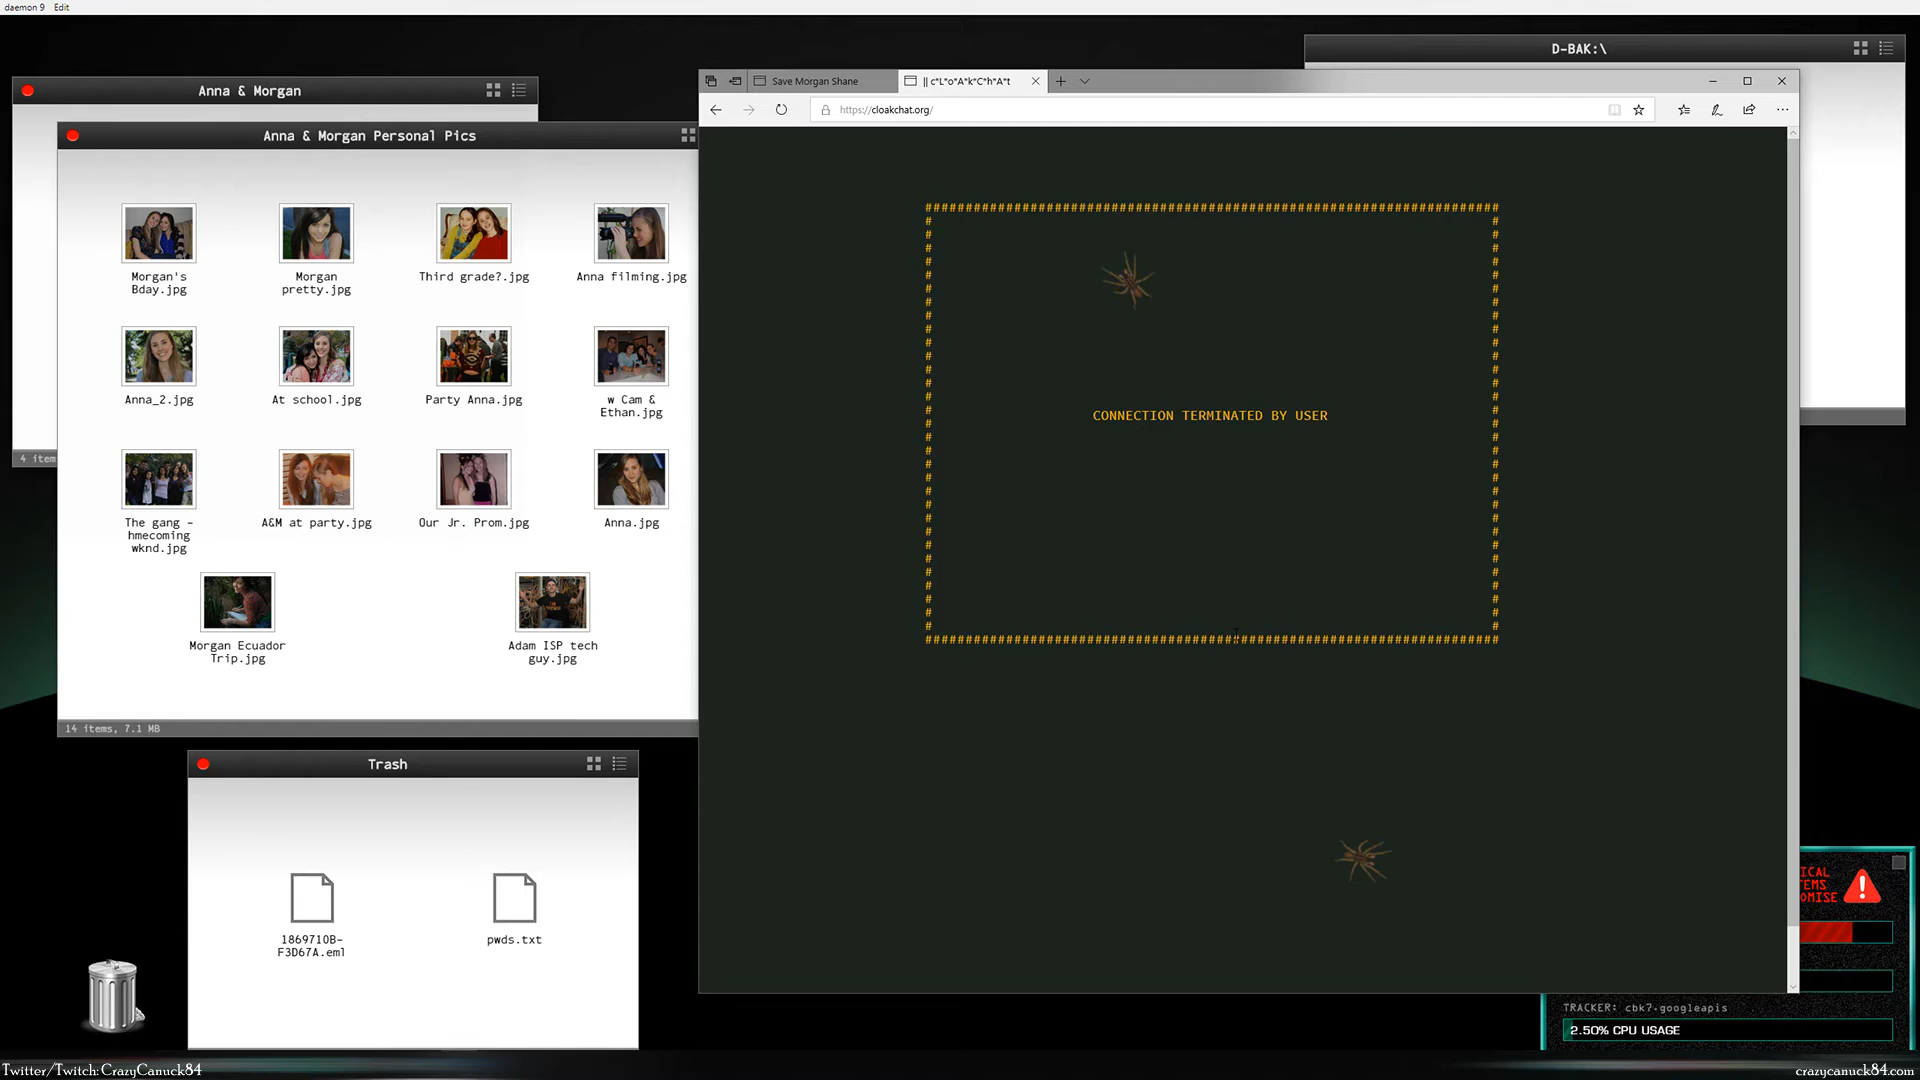 daemon 9 Edit
D-BAK:\
Anna & Morgan
Save Morgan Shane
|| c*L*o*A*k*C*h*A*t
https://cloakchat.org/
Anna & Morgan Personal Pics
Morgan's
Bday.jpg
Morgan
pretty.jpg
Third grade?.jpg
Anna filming.jpg
Anna_2.jpg
At school.jpg
Party Anna.jpg
w Cam &
Ethan.jpg
The gang -
hmecoming
wknd.jpg
A&M at party.jpg
Our Jr. Prom.jpg
Anna.jpg
Morgan Ecuador
Trip.jpg
Adam ISP tech
guy.jpg
4 item
14 items, 7.1 MB
CONNECTION TERMINATED BY USER
Trash
1869710B-
F3D67A.eml
pwds.txt
ICAL
TEMS
OMISE
TRACKER: cbk7.googleapis
2.50% CPU USAGE
Twitter/Twitch:CrazyCanuck84
crazycanuck84.com